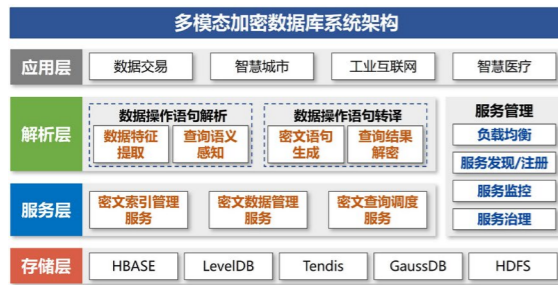 多模态加密数据库系统架构
应用层
数据交易
智慧城市
工业互联网
智慧医疗
解析层
数据操作语句解析
数据特征
提取
查询语义
感知
数据操作语句转译
密文语句
生成
查询结果
解密
服务管理
负载均衡
服务发现/注册
服务监控
服务治理
服务层
密文索引管理
服务
密文数据管理
服务
密文查询调度
服务
存储层
HBASE
LevelDB
Tendis
GaussDB
HDFS